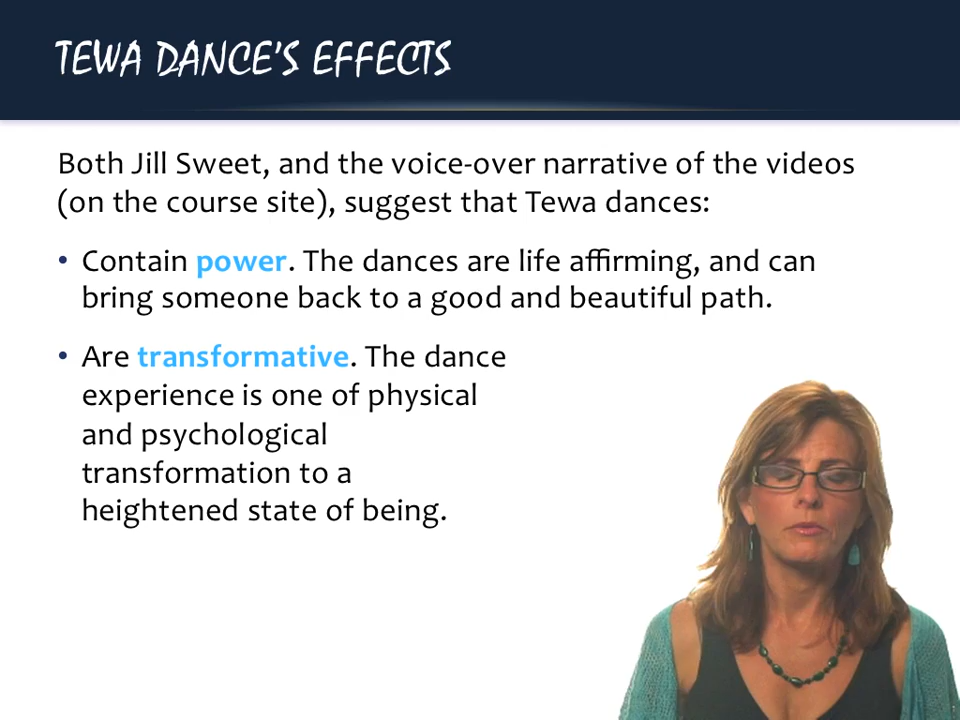 TEWA DANCE'S EFFECTS
Both Jill Sweet, and the voice-over narrative of the videos
(on the course site), suggest that Tewa dances:
• Contain power. The dances are life affirming, and can
bring someone back to a good and beautiful path.
• Are transformative. The dance
experience is one of physical
and psychological
transformation to a
heightened state of being.